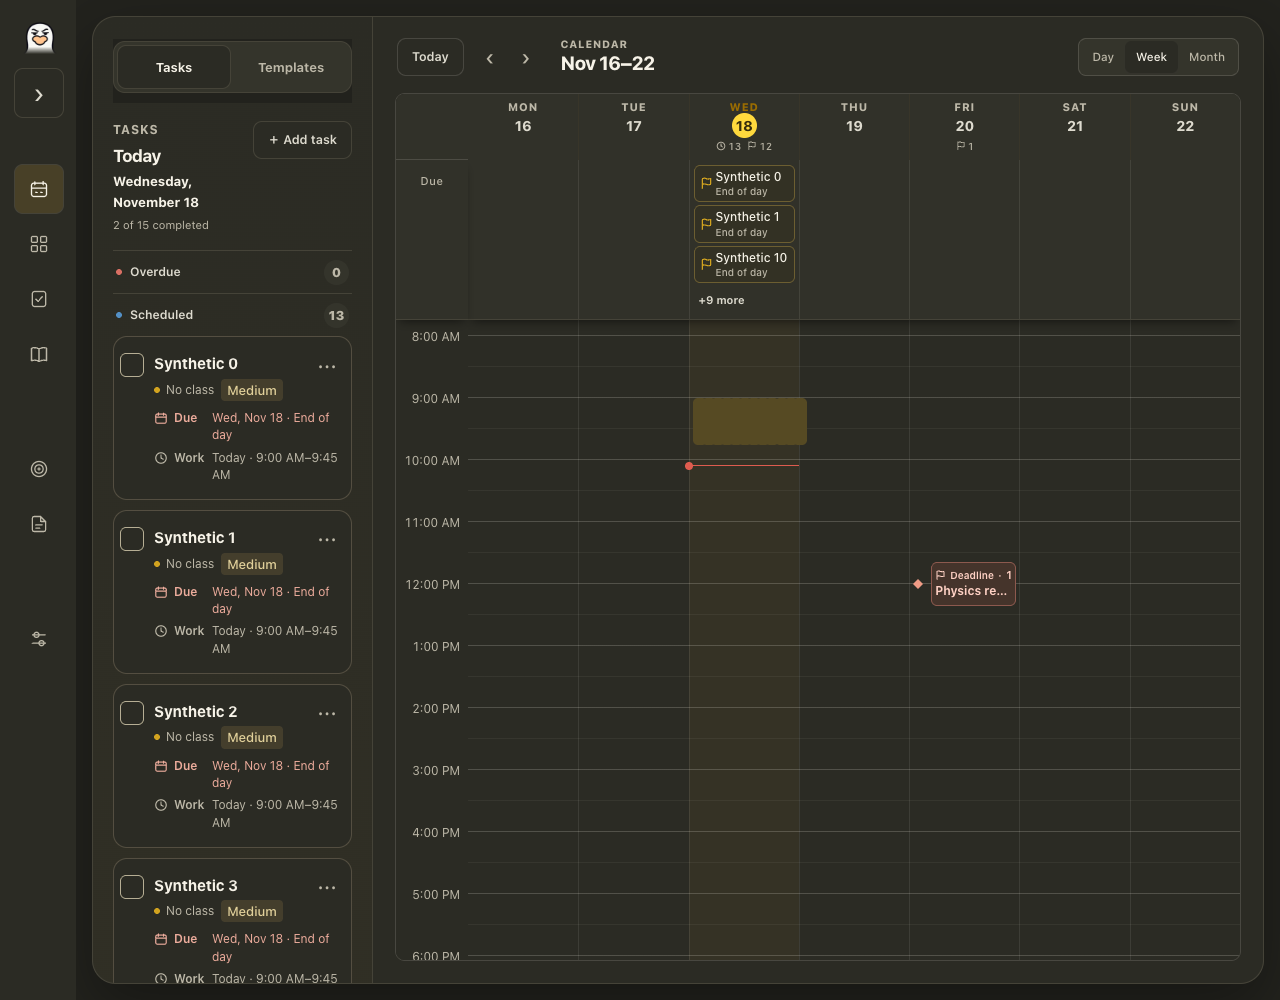 Tasks
Templates
TASKS
Today
Wednesday,
November 18
2 of 15 completed
+ Add task
Overdue
0
Scheduled
13
Synthetic 0
No class
Medium
Due
Wed, Nov 18 · End of
day
Work
Today · 9:00 AM–9:45
AM
Synthetic 1
No class
Medium
Due
Wed, Nov 18 · End of
day
Work
Today · 9:00 AM–9:45
AM
Synthetic 2
No class
Medium
Due
Wed, Nov 18 · End of
day
Work
Today · 9:00 AM–9:45
AM
Synthetic 3
No class
Medium
Due
Wed, Nov 18 · End of
day
Work
Today · 9:00 AM–9:45
Today
CALENDAR
Nov 16–22
Day
Week
Month
MON
16
TUE
17
WED
18
13
12
THU
19
FRI
20
1
SAT
21
SUN
22
Due
Synthetic 0
End of day
Synthetic 1
End of day
Synthetic 10
End of day
+9 more
8:00 AM
9:00 AM
10:00 AM
11:00 AM
12:00 PM
Deadline · 1
Physics re...
1:00 PM
2:00 PM
3:00 PM
4:00 PM
5:00 PM
6:00 PM